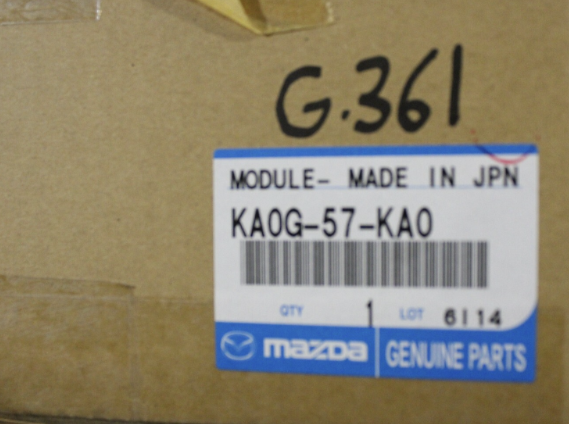 G.361
MODULE- MADE IN JPN
KA0G-57-KA0
QTY 1 LOT 6114
mazda GENUINE PARTS